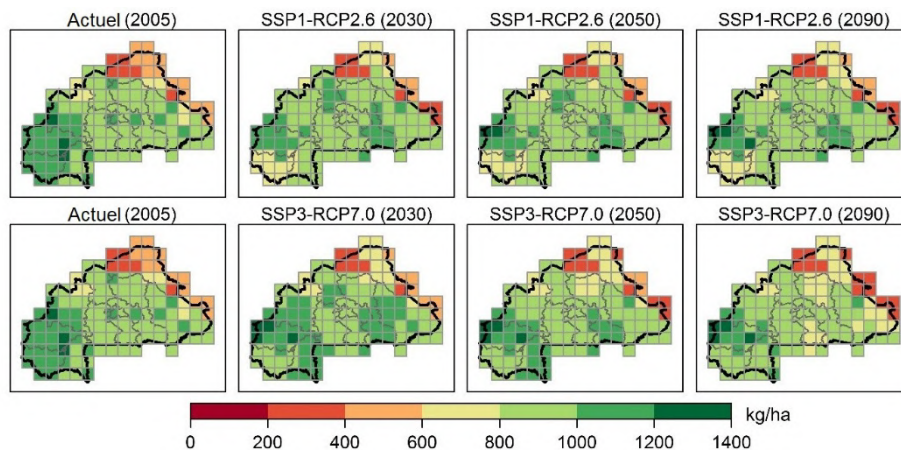 Actuel (2005) SSP1-RCP2.6 (2030) SSP1-RCP2.6 (2050) SSP1-RCP2.6 (2090)
Actuel (2005) SSP3-RCP7.0 (2030) SSP3-RCP7.0 (2050) SSP3-RCP7.0 (2090)
kg/ha
0 200 400 600 800 1000 1200 1400